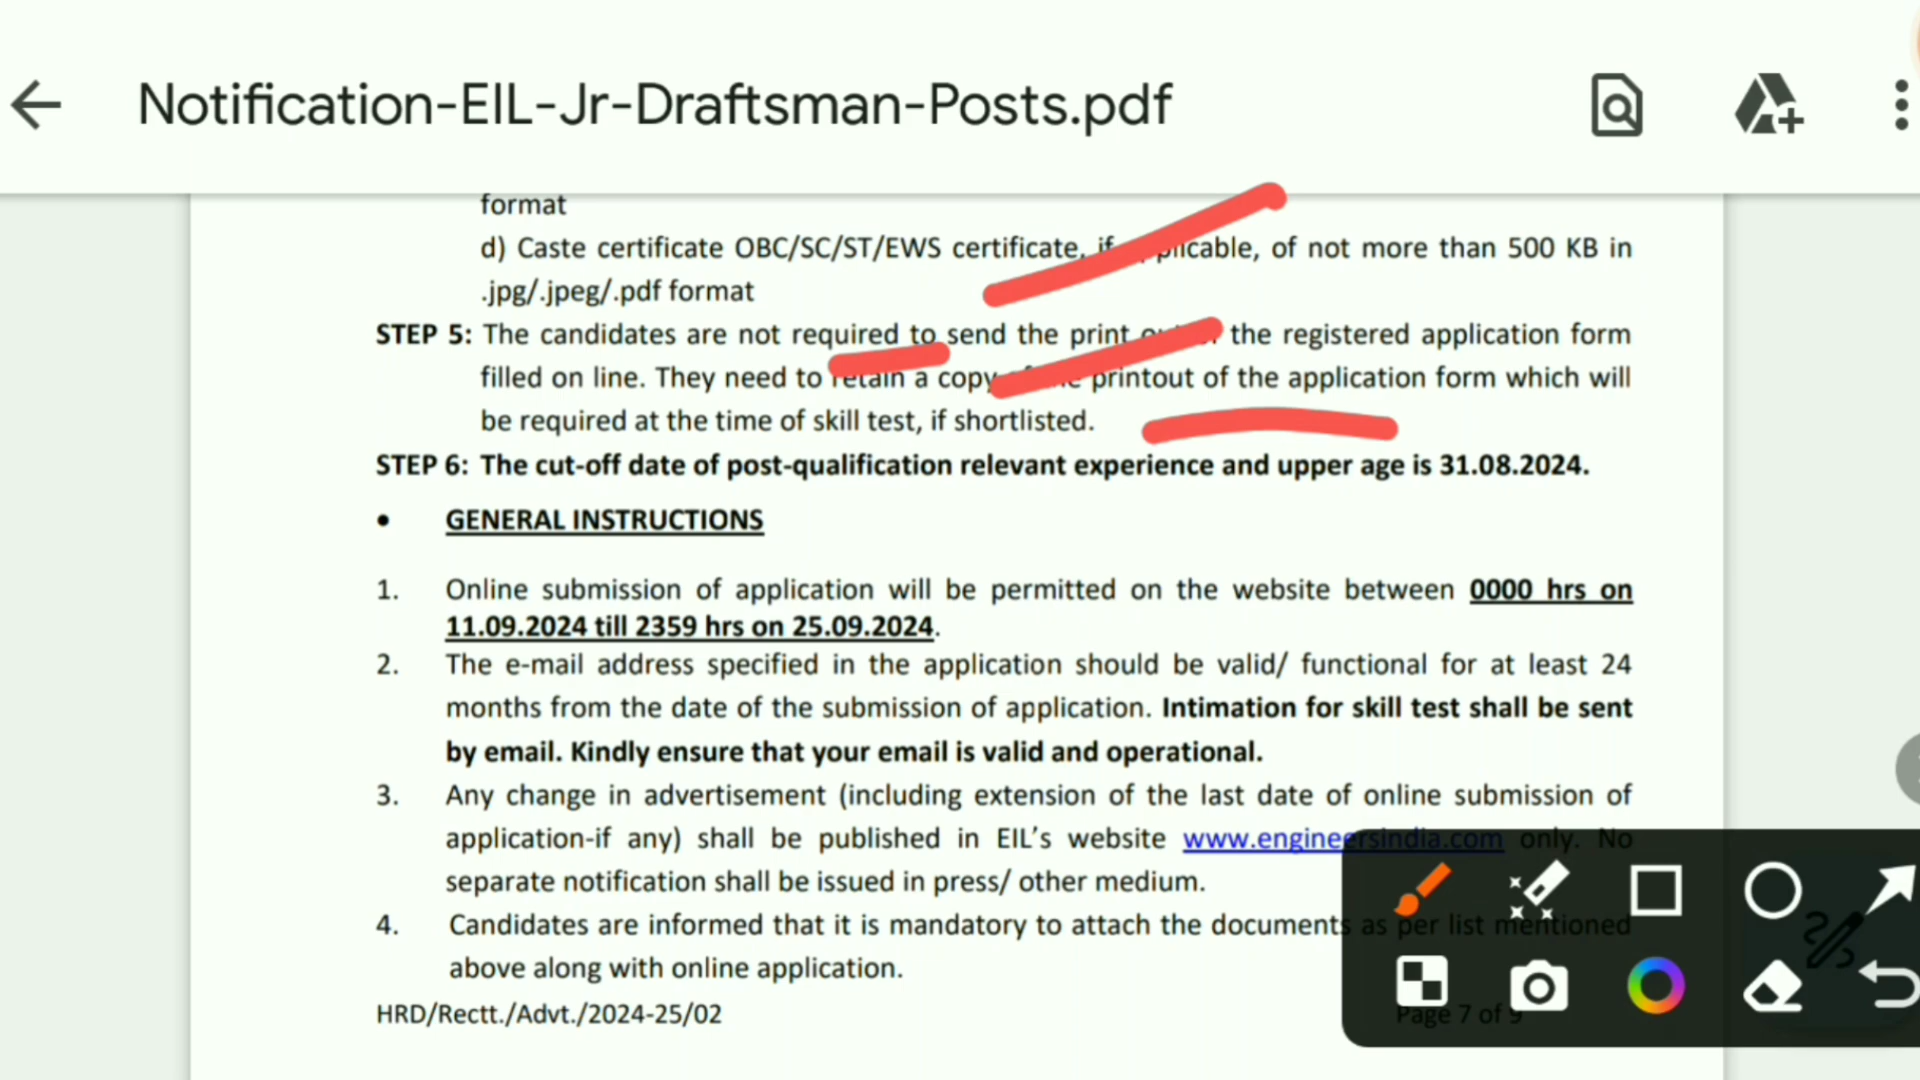 Notification-EIL-Jr-Draftsman-Posts.pdf
format
d) Caste certificate OBC/SC/ST/EWS certificate, if applicable, of not more than 500 KB in
.jpg/.jpeg/.pdf format
STEP 5: The candidates are not required to send the print the registered application form
filled on line. They need to retain a copy printout of the application form which will
be required at the time of skill test, if shortlisted.
STEP 6: The cut-off date of post-qualification relevant experience and upper age is 31.08.2024.
• GENERAL INSTRUCTIONS
1. Online submission of application will be permitted on the website between 0000 hrs on
11.09.2024 till 2359 hrs on 25.09.2024.
2. The e-mail address specified in the application should be valid/ functional for at least 24
months from the date of the submission of application. Intimation for skill test shall be sent
by email. Kindly ensure that your email is valid and operational.
3. Any change in advertisement (including extension of the last date of online submission of
application-if any) shall be published in EIL’s website www.engineersindia.com only. No
separate notification shall be issued in press/ other medium.
4. Candidates are informed that it is mandatory to attach the documents as per list mentioned
above along with online application.
HRD/Rectt./Advt./2024-25/02
Page 7 of 9